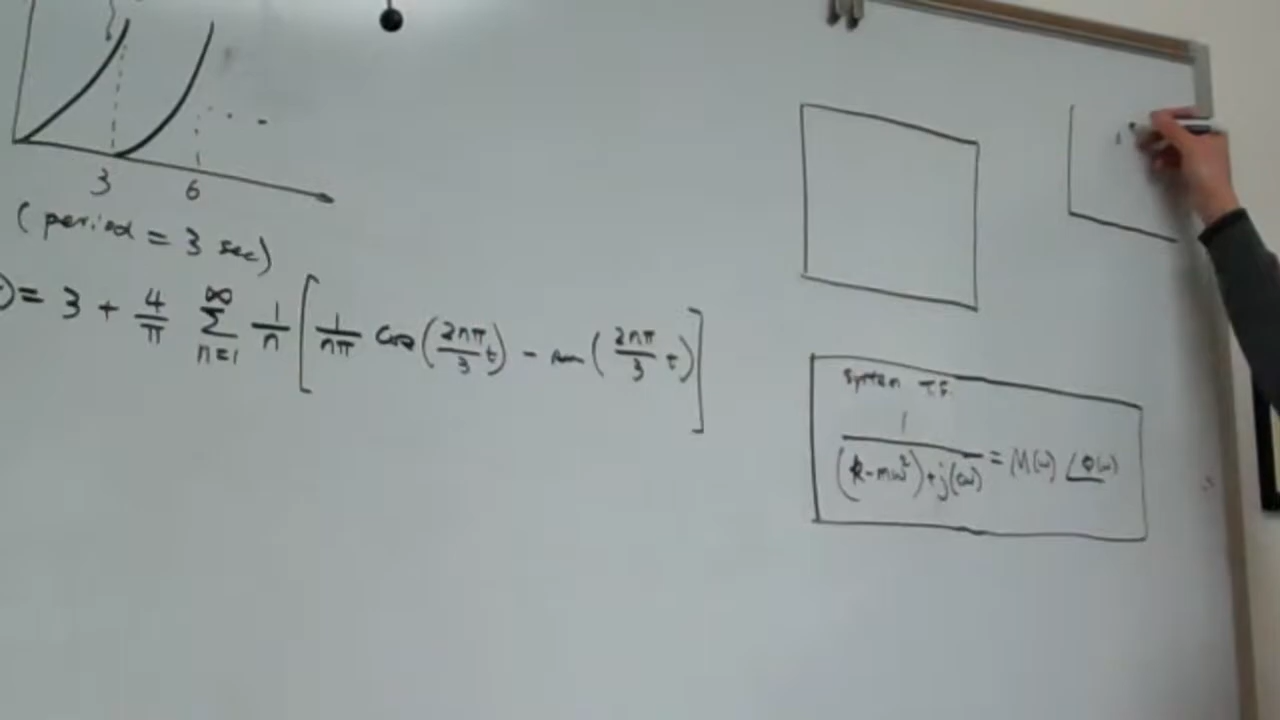 3 6
(period = 3 sec)
= 3 + 4/π ∑_{n=1}^{∞} 1/n [ 1/nπ cos(2nπ/3 t) - sin(2nπ/3 t) ]
system T.F.
1/((k-mω²)+j(cω)) = M(ω) ∠Φ(ω)